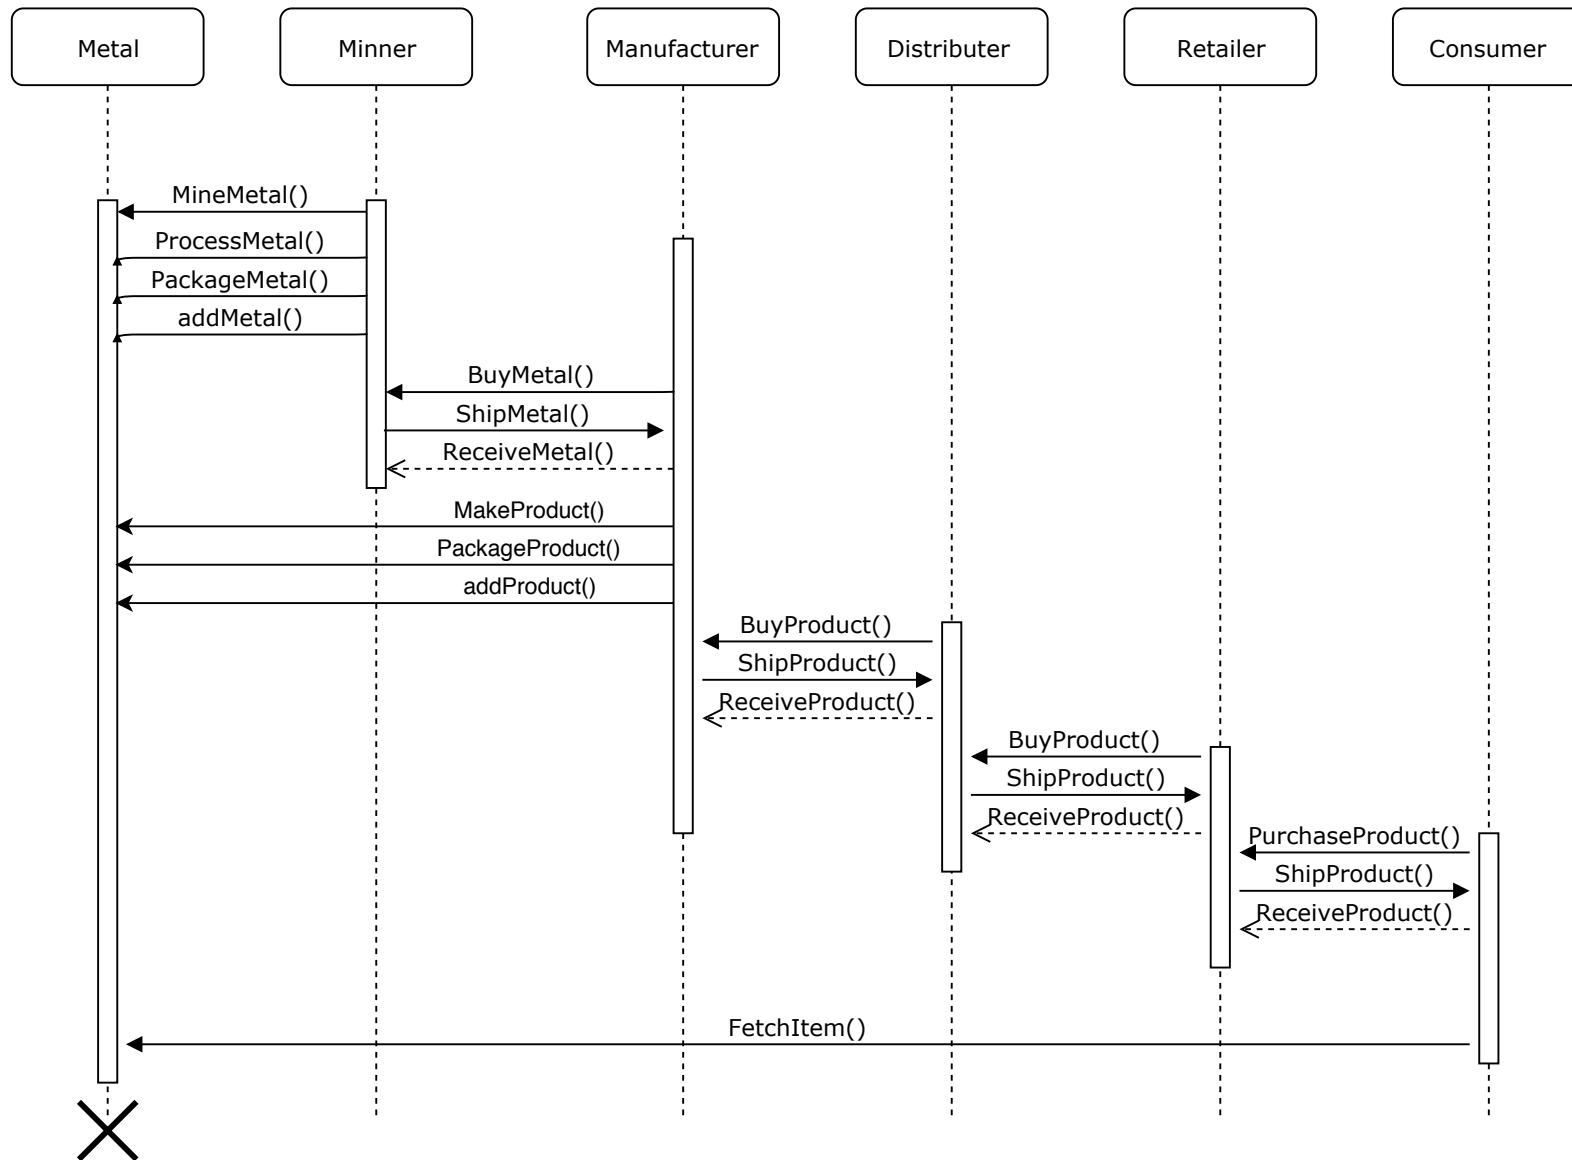 Metal
Minner
Manufacturer
Distributer
Retailer
Consumer
MineMetal()
ProcessMetal()
PackageMetal()
addMetal()
BuyMetal()
ShipMetal()
ReceiveMetal()
MakeProduct()
PackageProduct()
addProduct()
BuyProduct()
ShipProduct()
ReceiveProduct()
BuyProduct()
ShipProduct()
ReceiveProduct()
PurchaseProduct()
ShipProduct()
ReceiveProduct()
FetchItem()